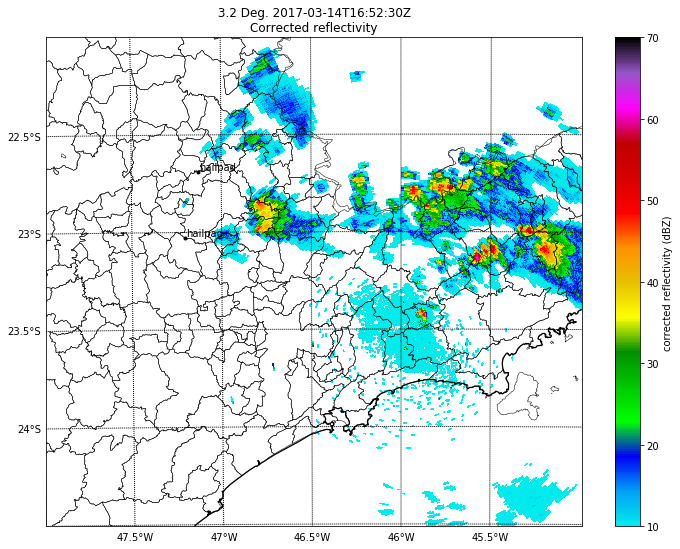 3.2 Deg. 2017-03-14T16:52:30Z
Corrected reflectivity
70
60
50
40
30
20
10
corrected reflectivity (dBZ)
22.5°S
23°S
23.5°S
24°S
hailpad
hailpad
47.5°W
47°W
46.5°W
46°W
45.5°W